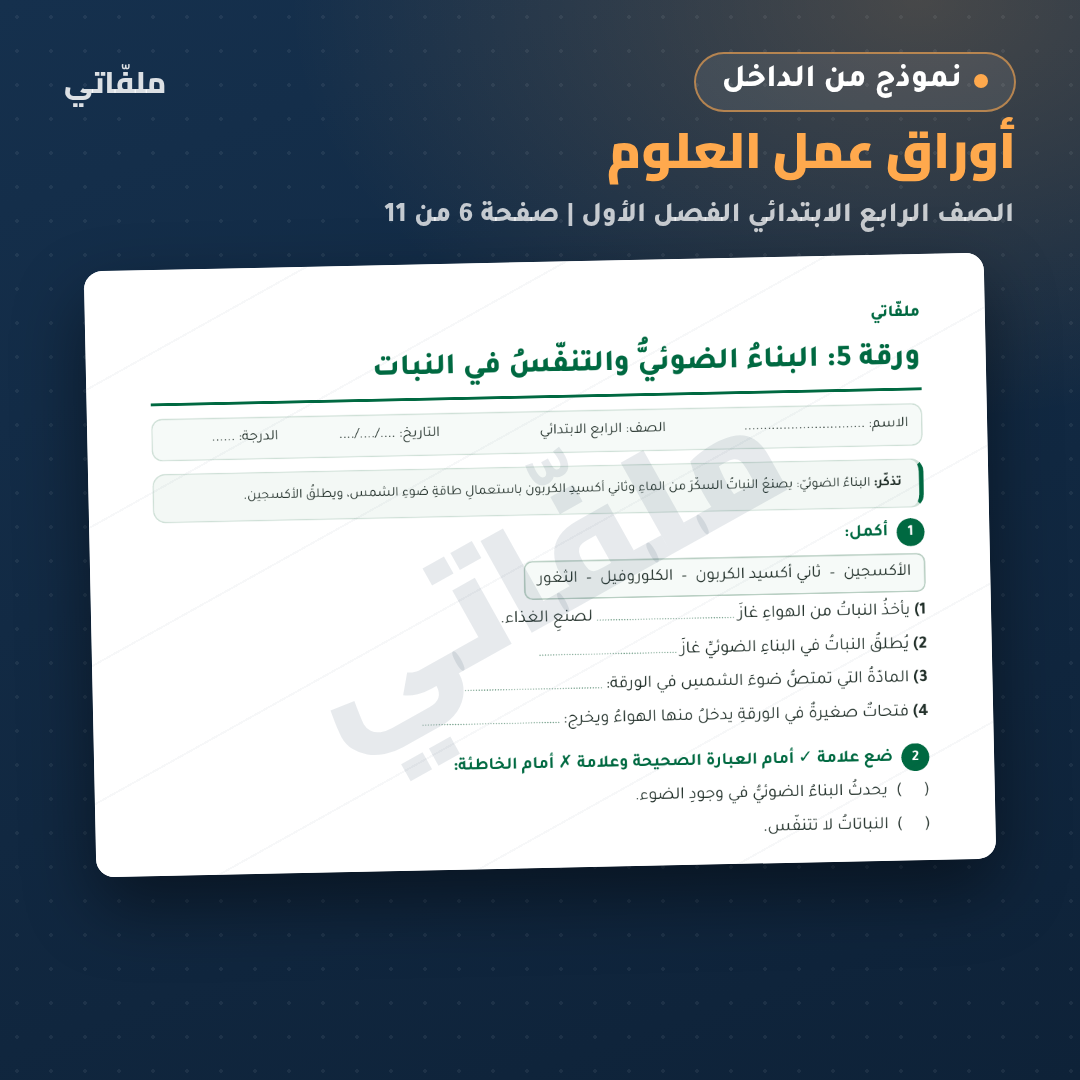 نموذج من الداخل
ملفّاتي
أوراق عمل العلوم
الصف الرابع الابتدائي الفصل الأول | صفحة 6 من 11
ملفّاتي
ورقة 5: البناءُ الضوئيُّ والتنفّسُ في النبات
الاسم: ............................... الصف: الرابع الابتدائي التاريخ: ..../..../.... الدرجة: ......
تذكّر: البناءُ الضوئيّ: يصنعُ النباتُ السكّرَ من الماءِ وثاني أكسيدِ الكربون باستعمالِ طاقةِ ضوءِ الشمس، ويطلقُ الأكسجين.
1 أكمل:
الأكسجين - ثاني أكسيد الكربون - الكلوروفيل - الثغور
1) يأخذُ النباتُ من الهواءِ غازَ ............................... لصنعِ الغذاء.
2) يُطلقُ النباتُ في البناءِ الضوئيِّ غازَ ...............................
3) المادّةُ التي تمتصُّ ضوءَ الشمسِ في الورقة: ...............................
4) فتحاتٌ صغيرةٌ في الورقةِ يدخلُ منها الهواءُ ويخرج: ...............................
2 ضع علامة ✓ أمام العبارة الصحيحة وعلامة ✗ أمام الخاطئة:
( ) يحدثُ البناءُ الضوئيُّ في وجودِ الضوء.
( ) النباتاتُ لا تتنفّس.
ملفّاتي